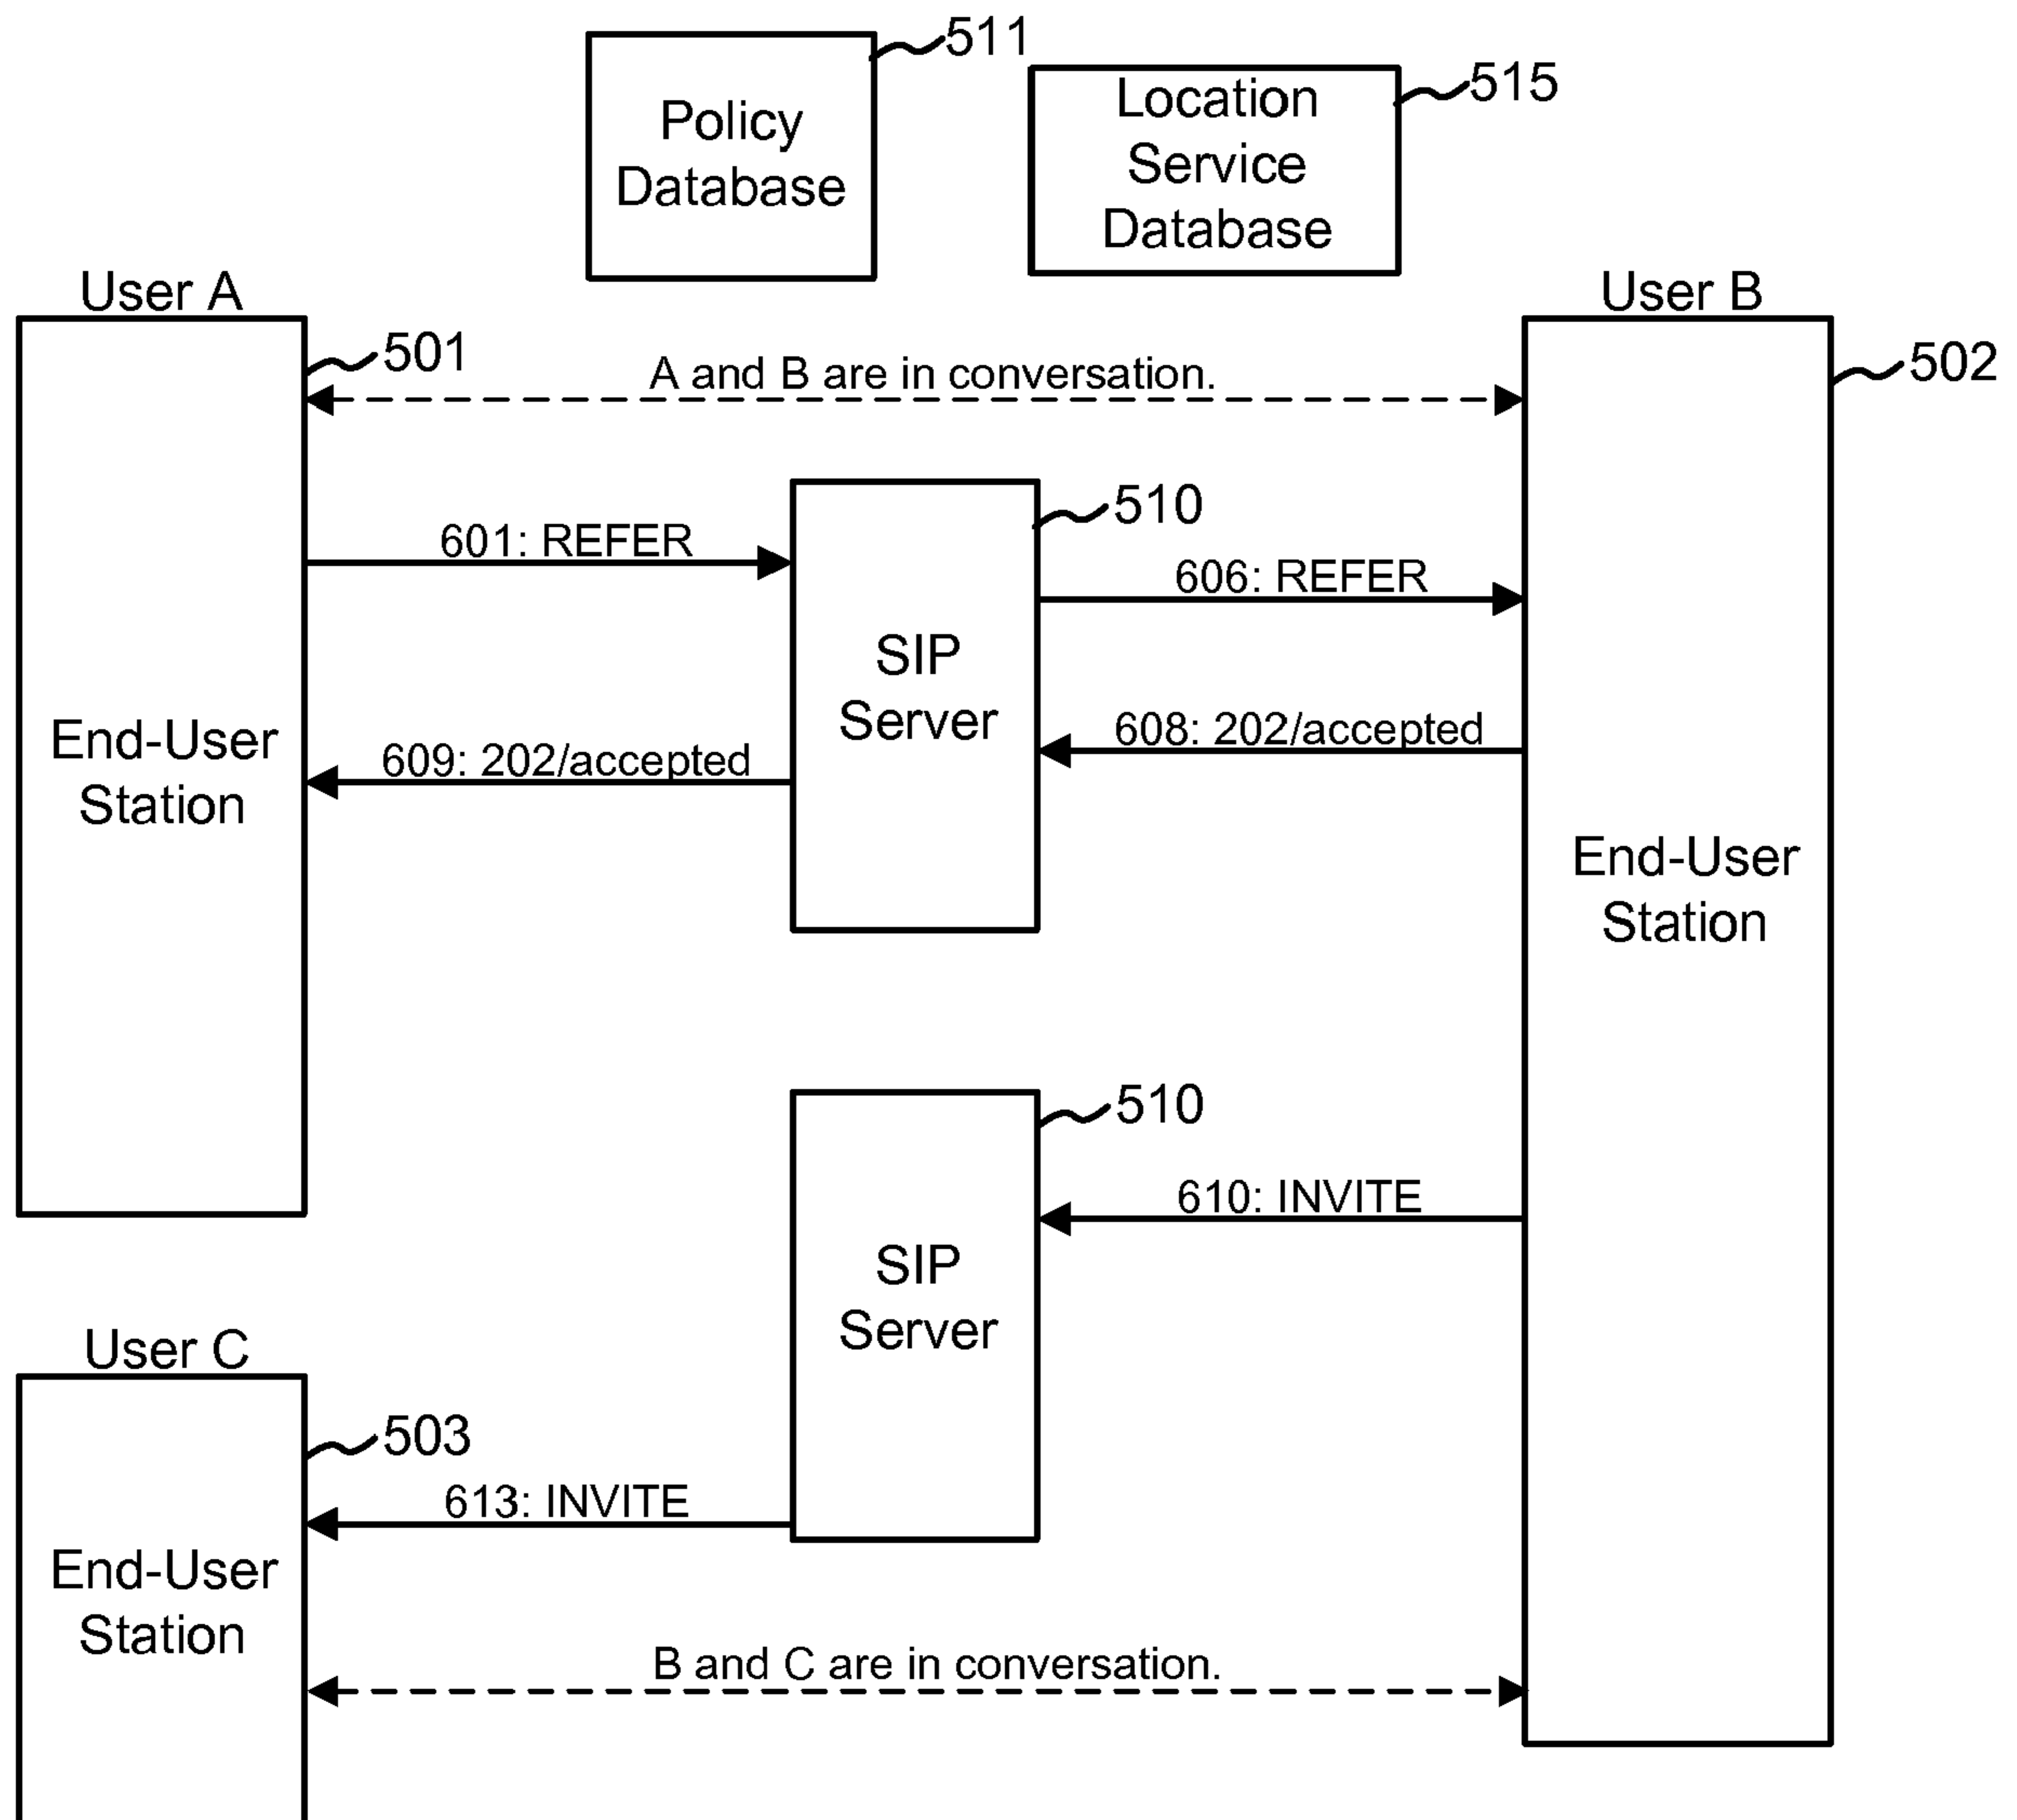 511
Policy
Database
515
Location
Service
Database
User A
User B
501
502
A and B are in conversation.
510
601: REFER
606: REFER
SIP
Server
608: 202/accepted
609: 202/accepted
End-User
Station
End-User
Station
510
610: INVITE
SIP
Server
User C
503
613: INVITE
End-User
Station
B and C are in conversation.